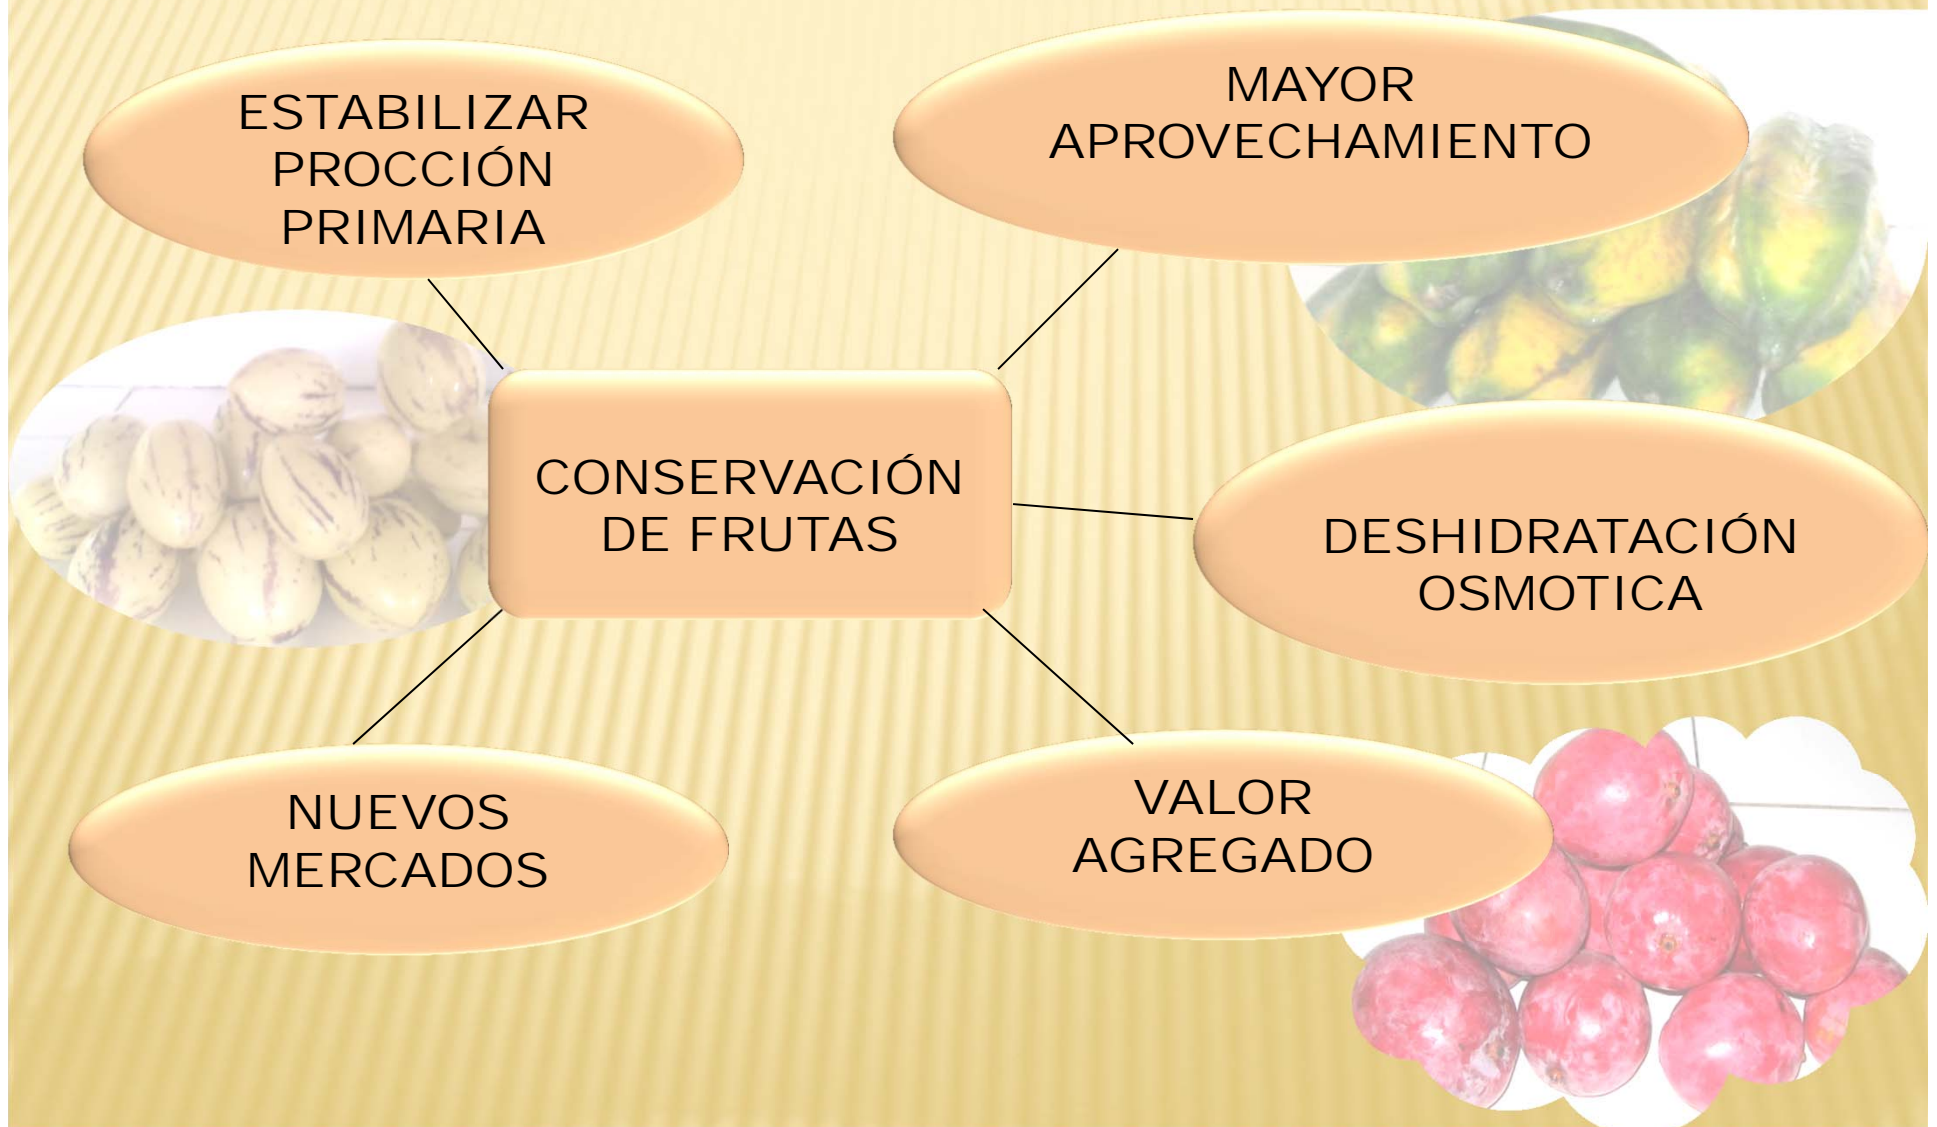 ESTABILIZAR
PROCCIÓN
PRIMARIA
MAYOR
APROVECHAMIENTO
CONSERVACIÓN
DE FRUTAS
DESHIDRATACIÓN
OSMOTICA
NUEVOS
MERCADOS
VALOR
AGREGADO